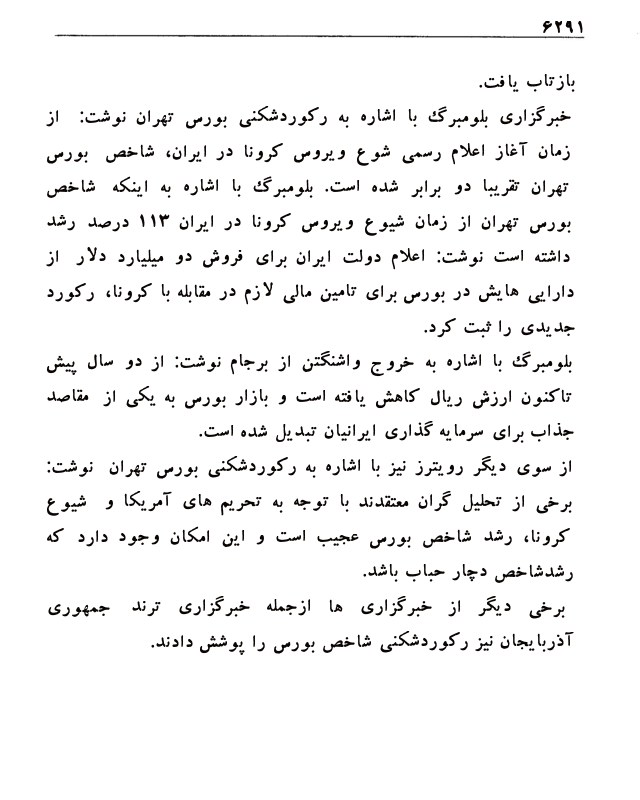 ۶۲۹۱
بازتاب یافت.
خبرگزاری بلومبرگ با اشاره به رکوردشکنی بورس تهران نوشت: از
زمان آغاز اعلام رسمی شوع ویروس کرونا در ایران، شاخص بورس
تهران تقریبا دو برابر شده است. بلومبرگ با اشاره به اینکه شاخص
بورس تهران از زمان شیوع ویروس کرونا در ایران ۱۱۳ درصد رشد
داشته است نوشت: اعلام دولت ایران برای فروش دو میلیارد دلار از
دارایی هایش در بورس برای تامین مالی لازم در مقابله با کرونا، رکورد
جدیدی را ثبت کرد.
بلومبرگ با اشاره به خروج واشنگتن از برجام نوشت: از دو سال پیش
تاکنون ارزش ریال کاهش یافته است و بازار بورس به یکی از مقاصد
جذاب برای سرمایه گذاری ایرانیان تبدیل شده است.
از سوی دیگر رویترز نیز با اشاره به رکوردشکنی بورس تهران نوشت:
برخی از تحلیل گران معتقدند با توجه به تحریم های آمریکا و شیوع
کرونا، رشد شاخص بورس عجیب است و این امکان وجود دارد که
رشدشاخص دچار حباب باشد.
برخی دیگر از خبرگزاری ها ازجمله خبرگزاری ترند جمهوری
آذربایجان نیز رکوردشکنی شاخص بورس را پوشش دادند.